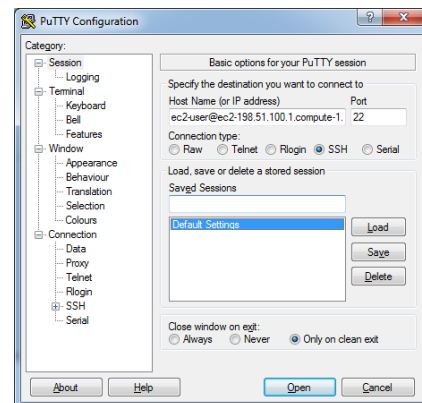 PuTTY Configuration
Category:
Session
Logging
Terminal
Keyboard
Bell
Features
Window
Appearance
Behaviour
Translation
Selection
Colours
Connection
Data
Proxy
Telnet
Rlogin
SSH
Serial
Basic options for your PuTTY session
Specify the destination you want to connect to
Host Name (or IP address) Port
ec2-user@ec2-198.51.100.1.compute-1. 22
Connection type:
Raw Telnet Rlogin SSH Serial
Load, save or delete a stored session
Saved Sessions
Default Settings
Load
Save
Delete
Close window on exit:
Always Never Only on clean exit
About Help Open Cancel